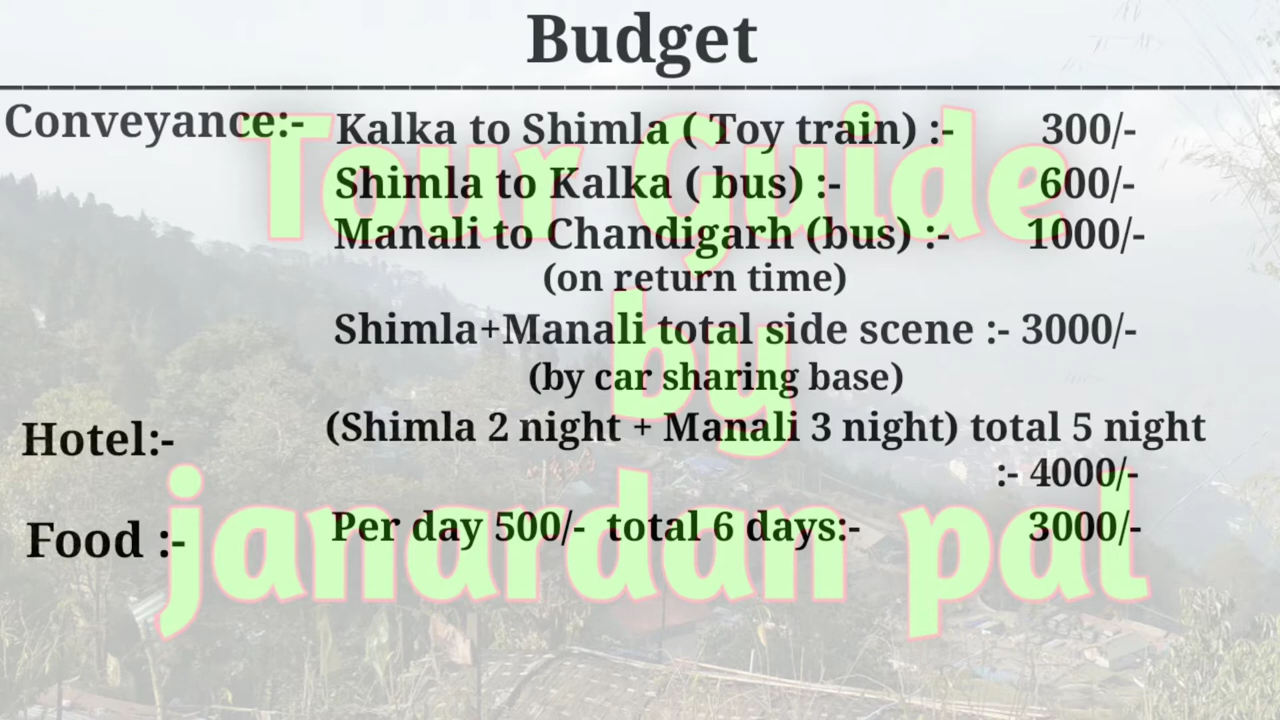 Budget
Conveyance:- Kalka to Shimla ( Toy train) :- 300/-
Shimla to Kalka ( bus) :- 600/-
Manali to Chandigarh (bus) :- 1000/-
(on return time)
Shimla+Manali total side scene :- 3000/-
(by car sharing base)
Hotel:- (Shimla 2 night + Manali 3 night) total 5 night
:- 4000/-
Food :- Per day 500/- total 6 days:- 3000/-
Tour Guide
by
janardan pal